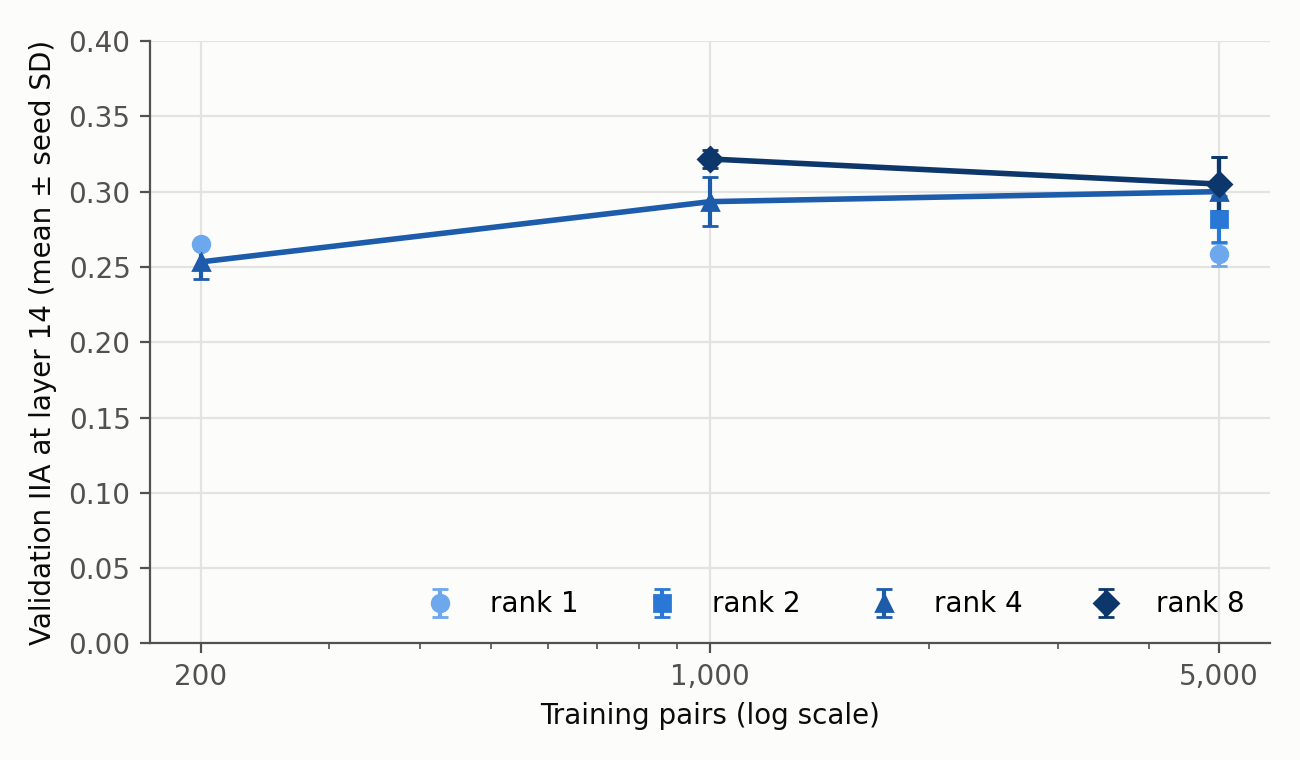 Validation IIA at layer 14 (mean ± seed SD)
0.40
0.35
0.30
0.25
0.20
0.15
0.10
0.05
0.00
rank 1
rank 2
rank 4
rank 8
200
1,000
5,000
Training pairs (log scale)